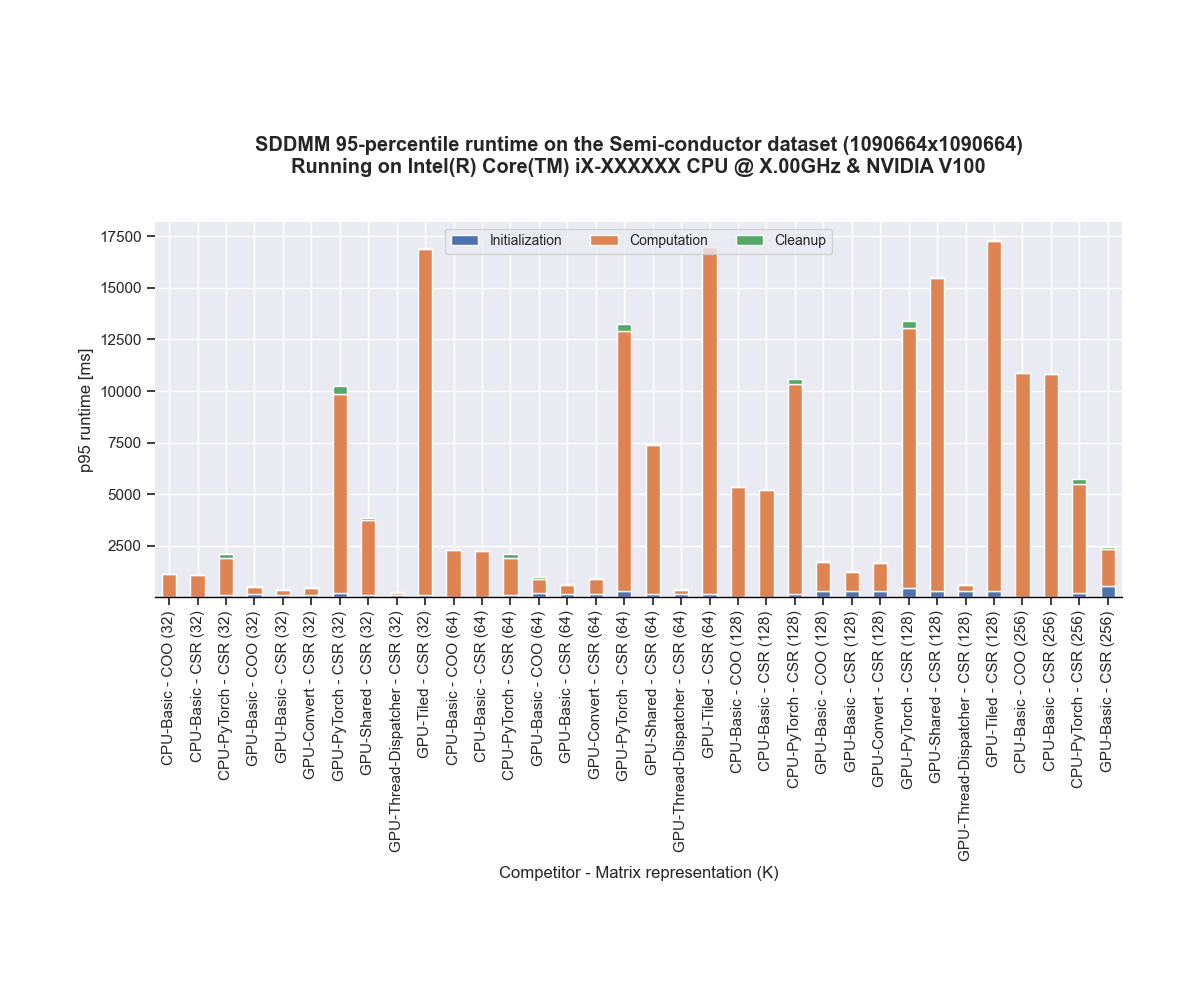 SDDMM 95-percentile runtime on the Semi-conductor dataset (1090664x1090664)
Running on Intel(R) Core(TM) iX-XXXXXX CPU @ X.00GHz & NVIDIA V100
Initialization
Computation
Cleanup
p95 runtime [ms]
17500
15000
12500
10000
7500
5000
2500
CPU-Basic - COO (32)
CPU-Basic - CSR (32)
CPU-PyTorch - CSR (32)
GPU-Basic - COO (32)
GPU-Basic - CSR (32)
GPU-Convert - CSR (32)
GPU-PyTorch - CSR (32)
GPU-Shared - CSR (32)
GPU-Thread-Dispatcher - CSR (32)
GPU-Tiled - CSR (32)
CPU-Basic - COO (64)
CPU-Basic - CSR (64)
CPU-PyTorch - CSR (64)
GPU-Basic - COO (64)
GPU-Basic - CSR (64)
GPU-Convert - CSR (64)
GPU-PyTorch - CSR (64)
GPU-Shared - CSR (64)
GPU-Thread-Dispatcher - CSR (64)
GPU-Tiled - CSR (64)
CPU-Basic - COO (128)
CPU-Basic - CSR (128)
CPU-PyTorch - CSR (128)
GPU-Basic - COO (128)
GPU-Basic - CSR (128)
GPU-Convert - CSR (128)
GPU-PyTorch - CSR (128)
GPU-Shared - CSR (128)
GPU-Thread-Dispatcher - CSR (128)
GPU-Tiled - CSR (128)
CPU-Basic - COO (256)
CPU-Basic - CSR (256)
CPU-PyTorch - CSR (256)
GPU-Basic - CSR (256)
Competitor - Matrix representation (K)